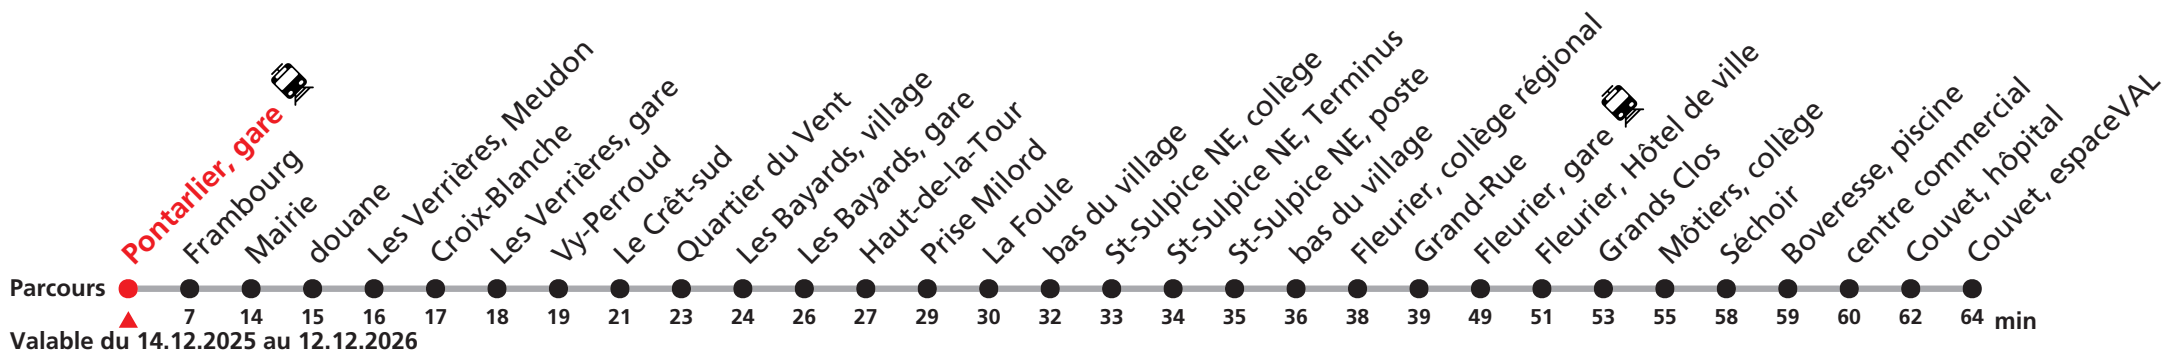 Pontarlier, gare
Frambourg
Mairie
douane
Les Verrières, Meudon
Croix-Blanche
Les Verrières, gare
Vy-Perroud
Le Crêt-sud
Quartier du Vent
Les Bayards, village
Les Bayards, gare
Haut-de-la-Tour
Prise Milord
La Foule
bas du village
St-Sulpice NE, collège
St-Sulpice NE, Terminus
St-Sulpice NE, poste
bas du village
Fleurier, collège régional
Grand-Rue
Fleurier, gare
Fleurier, Hôtel de ville
Grands Clos
Môtiers, collège
Séchoir
Boveresse, piscine
centre commercial
Couvet, hôpital
Couvet, espaceVAL
Parcours
7 14 15 16 17 18 19 21 23 24 26 27 29 30 32 33 34 35 36 38 39 49 51 53 55 58 59 60 62 64 min
Valable du 14.12.2025 au 12.12.2026